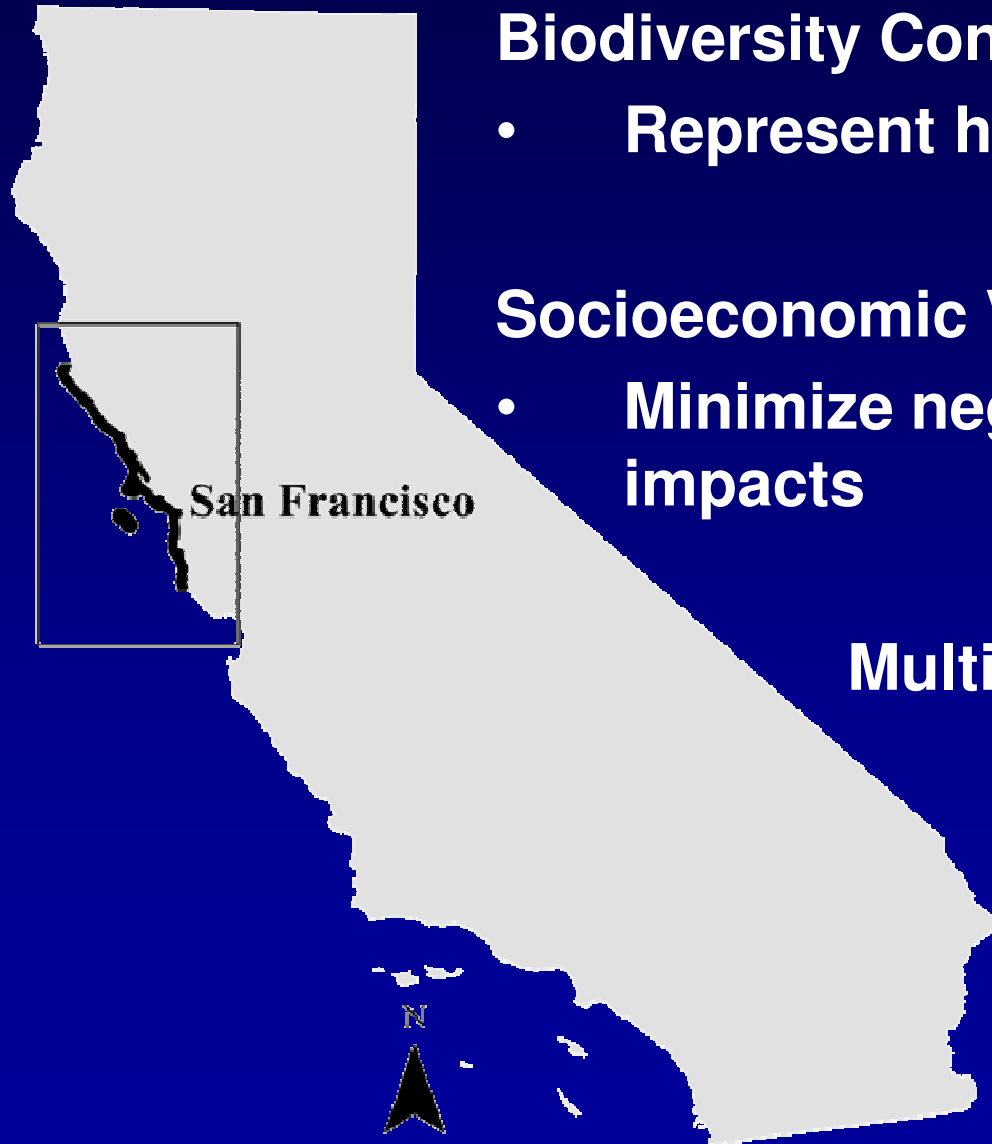 Biodiversity Con
• Represent h
Socioeconomic
• Minimize neg
impacts
San Francisco
Multi
N